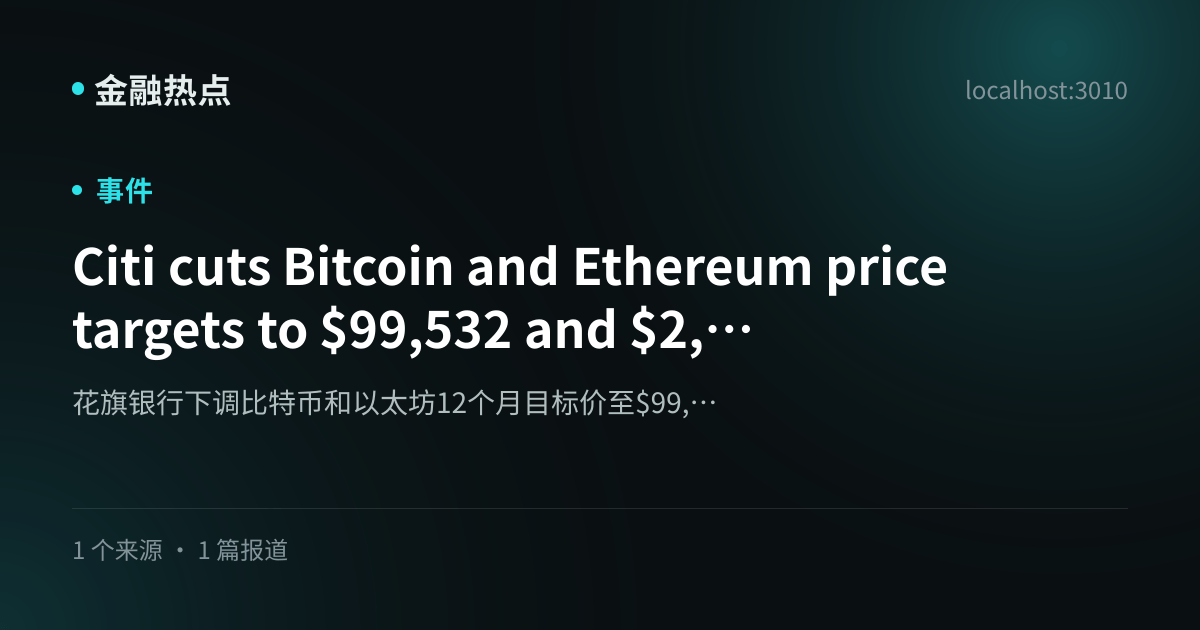 金融热点
localhost:3010
事件
Citi cuts Bitcoin and Ethereum price
targets to $99,532 and $2,…
花旗银行下调比特币和以太坊12个月目标价至$99,…
1 个来源 · 1 篇报道